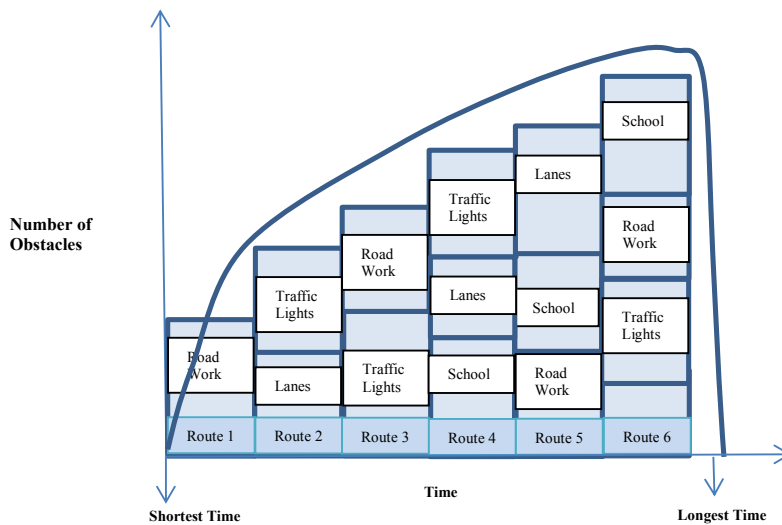 Number of
Obstacles
Road
Work
Route 1
Traffic
Lights
Lanes
Route 2
Road
Work
Traffic
Lights
Route 3
Traffic
Lights
Lanes
School
Route 4
Lanes
School
Road
Work
Route 5
School
Road
Work
Traffic
Lights
Route 6
Time
Shortest Time
Longest Time